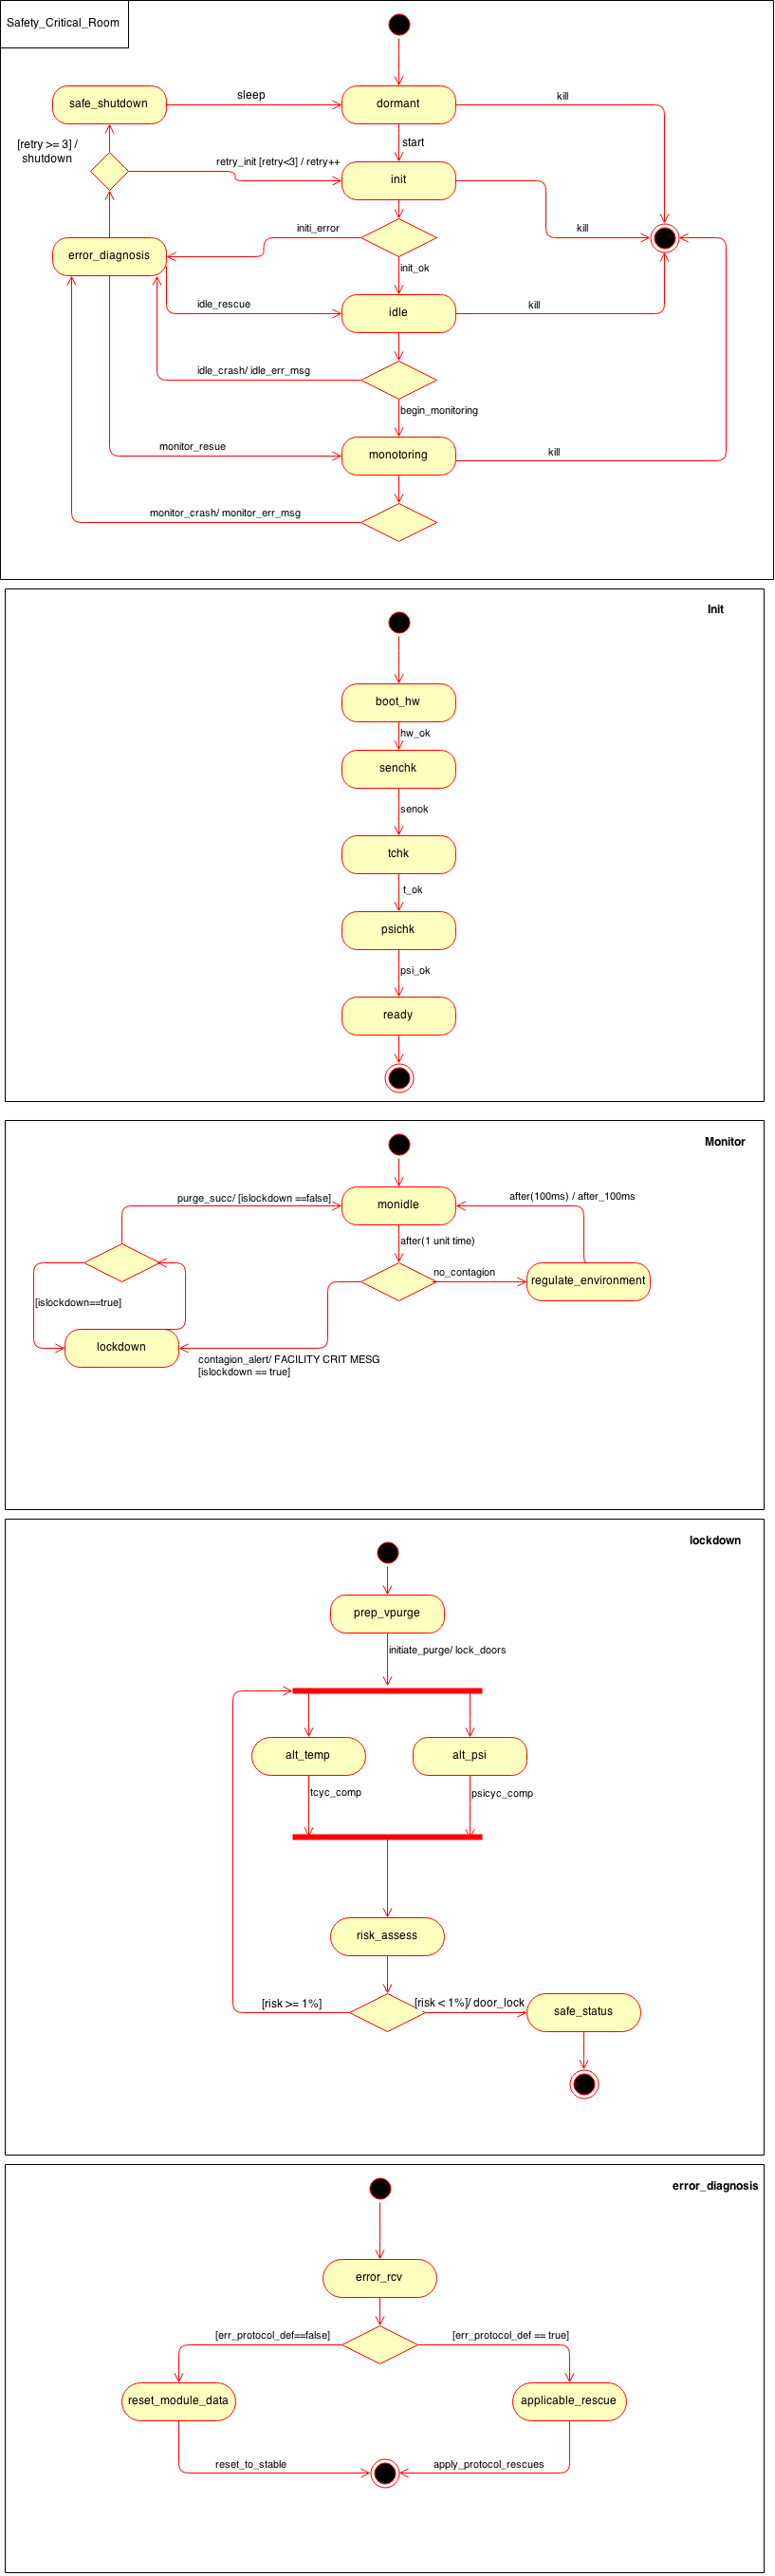 Safety_Critical_Room
safe_shutdown
sleep
dormant
kill
[retry >= 3] /
shutdown
start
retry_init [retry<3] / retry++
init
initi_error
kill
error_diagnosis
init_ok
idle_rescue
idle
kill
idle_crash/ idle_err_msg
begin_monitoring
monitor_resue
monotoring
kill
monitor_crash/ monitor_err_msg
Init
boot_hw
hw_ok
senchk
senok
tchk
t_ok
psichk
psi_ok
ready
Monitor
purge_succ/ [islockdown ==false]
monidle
after(100ms) / after_100ms
after(1 unit time)
no_contagion
regulate_environment
[islockdown==true]
lockdown
contagion_alert/ FACILITY CRIT MESG
[islockdown == true]
lockdown
prep_vpurge
initiate_purge/ lock_doors
alt_temp
alt_psi
tcyc_comp
psicyc_comp
risk_assess
[risk >= 1%]
[risk < 1%]/ door_lock
safe_status
error_diagnosis
error_rcv
[err_protocol_def==false]
[err_protocol_def == true]
reset_module_data
applicable_rescue
reset_to_stable
apply_protocol_rescues